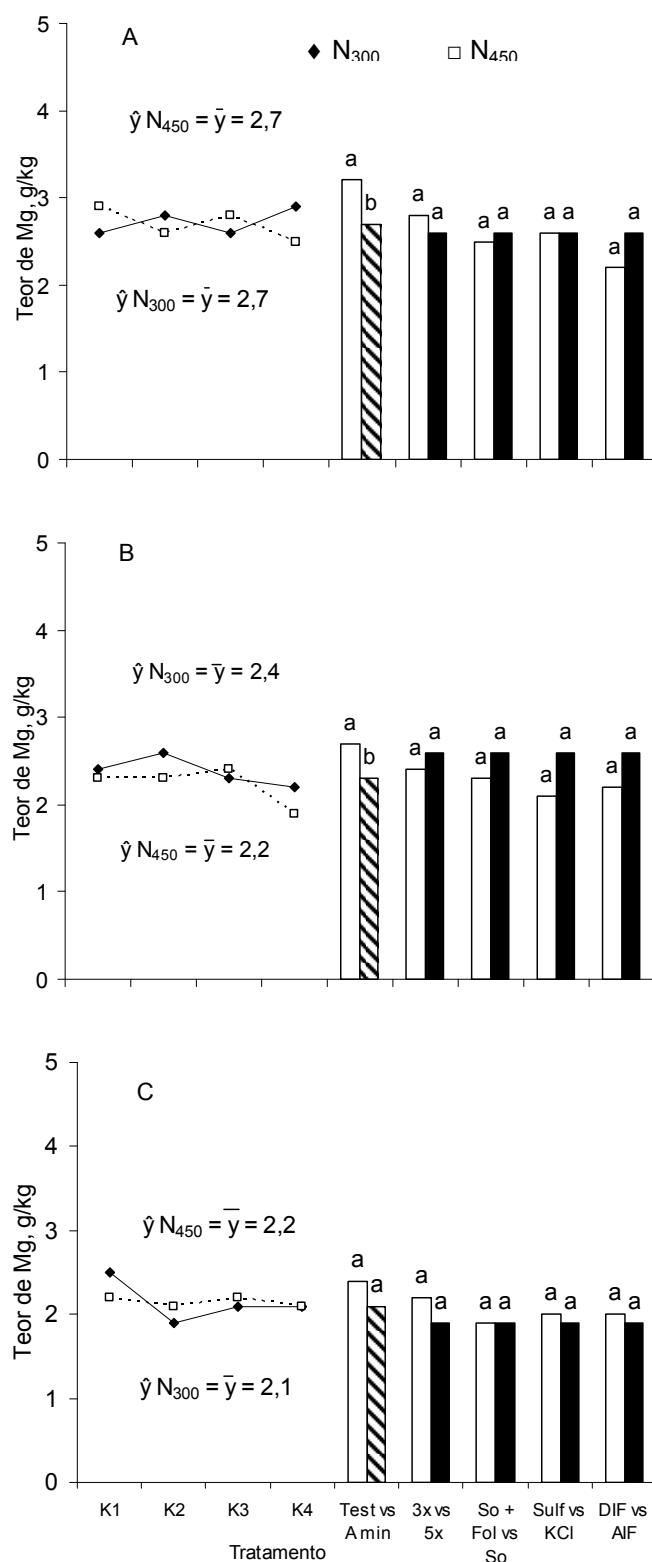 5
A
◆ N300
□ N450
4
ŷ N450 = ȳ = 2,7
a
3
b
a
a
a
a
a
a
a
a
2
ŷ N300 = ȳ = 2,7
1
0
Teor de Mg, g/kg
5
B
4
ŷ N300 = ȳ = 2,4
3
a
b
a
a
a
a
a
a
a
a
2
ŷ N450 = ȳ = 2,2
1
0
Teor de Mg, g/kg
5
C
4
3
ŷ N450 = ȳ = 2,2
a
a
a
a
a
a
a
a
a
a
2
ŷ N300 = ȳ = 2,1
1
0
Teor de Mg, g/kg
K1
K2
K3
K4
Test vs
A min
3x vs
5x
So +
Fol vs
So
Sulf vs
KCl
DIF vs
AIF
Tratamento